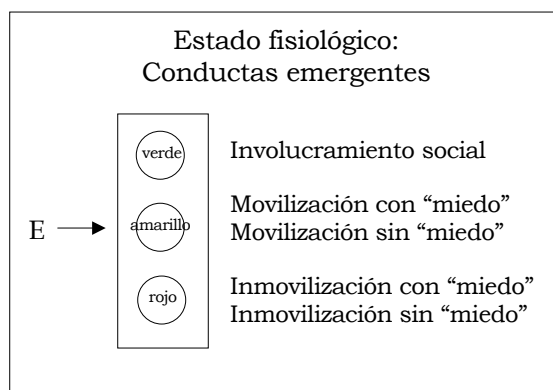 Estado fisiológico:
Conductas emergentes
verde
Involucramiento social
E
amarillo
Movilización con “miedo”
Movilización sin “miedo”
rojo
Inmovilización con “miedo”
Inmovilización sin “miedo”